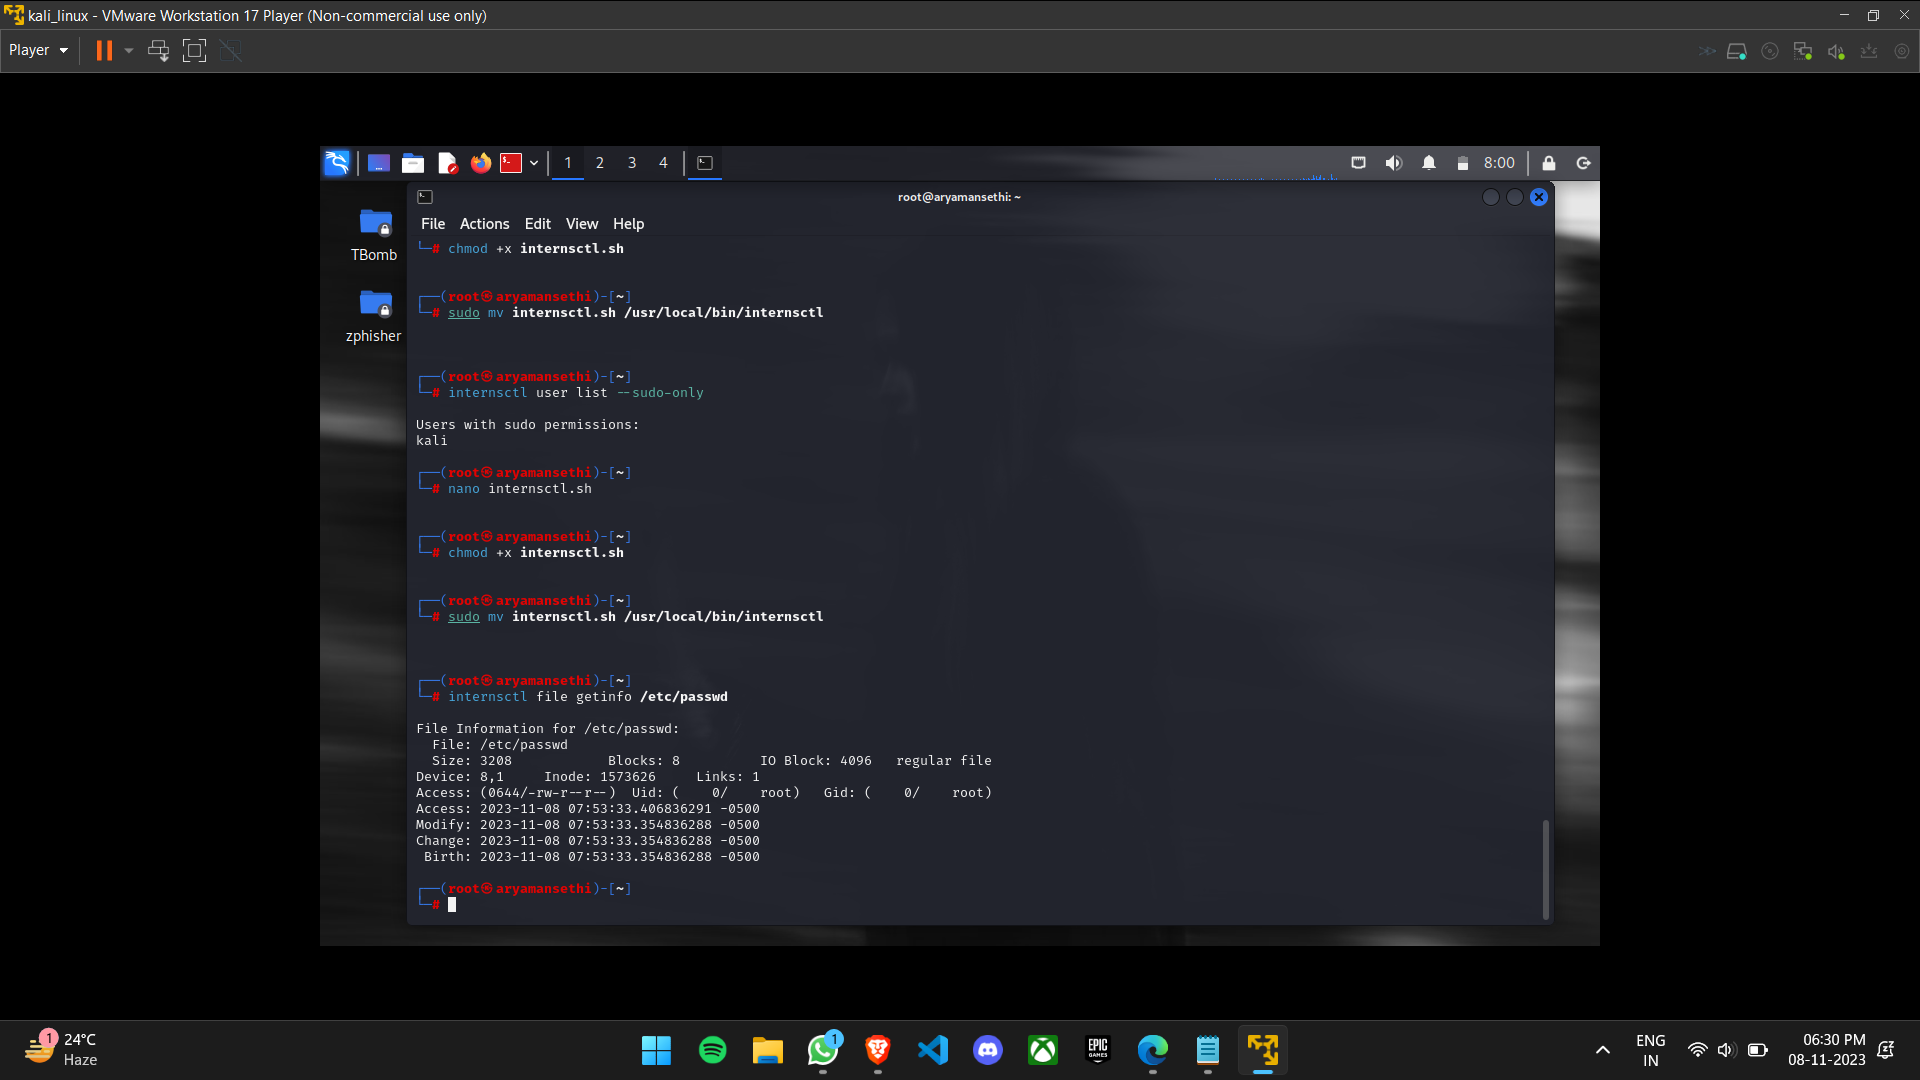 kali_linux - VMware Workstation 17 Player (Non-commercial use only)
Player
1 2 3 4
8:00
TBomb
zphisher
root@aryamansethi: ~
File Actions Edit View Help
└─# chmod +x internsctl.sh
┌──(root㉿aryamansethi)-[~]
└─# sudo mv internsctl.sh /usr/local/bin/internsctl
┌──(root㉿aryamansethi)-[~]
└─# internsctl user list --sudo-only
Users with sudo permissions:
kali
┌──(root㉿aryamansethi)-[~]
└─# nano internsctl.sh
┌──(root㉿aryamansethi)-[~]
└─# chmod +x internsctl.sh
┌──(root㉿aryamansethi)-[~]
└─# sudo mv internsctl.sh /usr/local/bin/internsctl
┌──(root㉿aryamansethi)-[~]
└─# internsctl file getinfo /etc/passwd
File Information for /etc/passwd:
File: /etc/passwd
Size: 3208 Blocks: 8 IO Block: 4096 regular file
Device: 8,1 Inode: 1573626 Links: 1
Access: (0644/-rw-r--r--) Uid: ( 0/ root) Gid: ( 0/ root)
Access: 2023-11-08 07:53:33.406836291 -0500
Modify: 2023-11-08 07:53:33.354836288 -0500
Change: 2023-11-08 07:53:33.354836288 -0500
Birth: 2023-11-08 07:53:33.354836288 -0500
┌──(root㉿aryamansethi)-[~]
└─#
1
24°C
Haze
1
EPIC
GAMES
ENG
IN
06:30 PM
08-11-2023